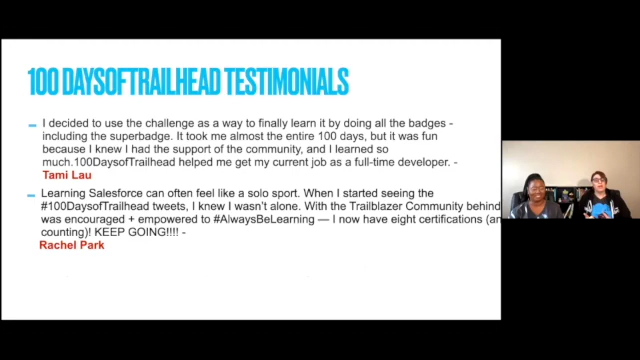 100 DAYSOFTRAILHEAD TESTIMONIALS
I decided to use the challenge as a way to finally learn it by doing all the badges -
including the superbadge. It took me almost the entire 100 days, but it was fun
because I knew I had the support of the community, and I learned so
much.100DaysofTrailhead helped me get my current job as a full-time developer. -
Tami Lau
Learning Salesforce can often feel like a solo sport. When I started seeing the
#100DaysofTrailhead tweets, I knew I wasn't alone. With the Trailblazer Community behind
was encouraged + empowered to #AlwaysBeLearning — I now have eight certifications (an
counting)! KEEP GOING!!!! -
Rachel Park